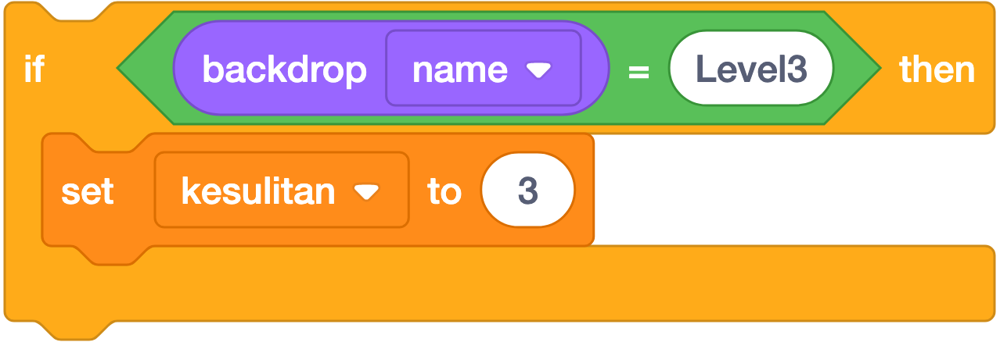 if backdrop name = Level3 then
set kesulitan to 3